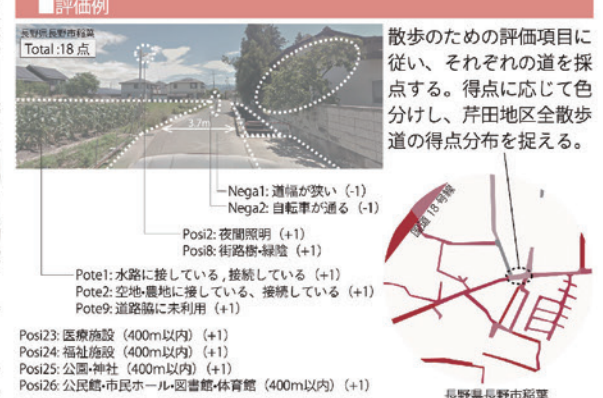 ■評価例
長野県長野市稲葉
Total :18 点
3.7m
散歩のための評価項目に
従い、それぞれの道を採
点する。得点に応じて色
分けし、芹田地区全散歩
道の得点分布を捉える。
Nega1: 道幅が狭い（-1）
Nega2: 自転車が通る（-1）
Posi2: 夜間照明（+1）
Posi8: 街路樹・緑陰（+1）
Pote1: 水路に接している , 接続している（+1）
Pote2: 空地・農地に接している、接続している（+1）
Pote9: 道路脇に未利用（+1）
Posi23: 医療施設（400m以内）（+1）
Posi24: 福祉施設（400m以内）（+1）
Posi25: 公園・神社（400m以内）（+1）
Posi26: 公民館・市民ホール・図書館・体育館（400m以内）（+1）
国道 18 号線
長野県長野市稲葉